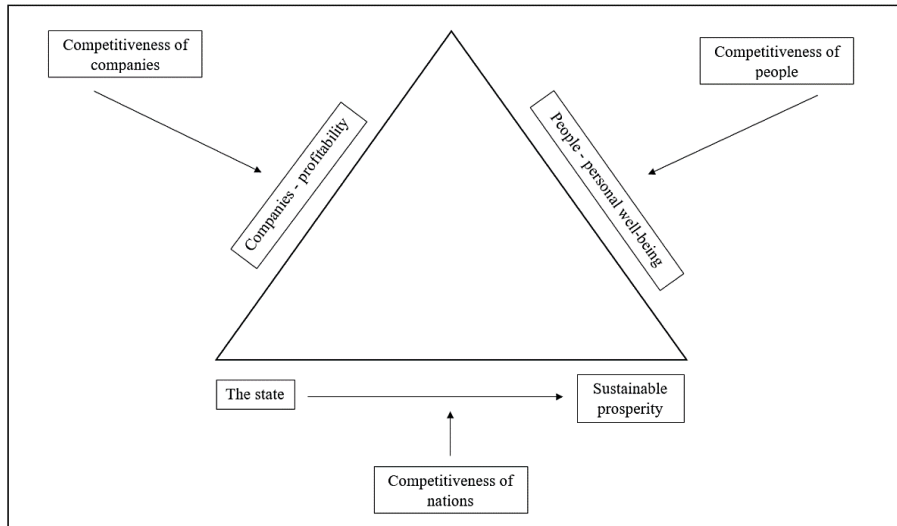 Competitiveness of
companies
Competitiveness of
people
Companies - profitability
People - personal well-being
The state
Sustainable
prosperity
Competitiveness of
nations